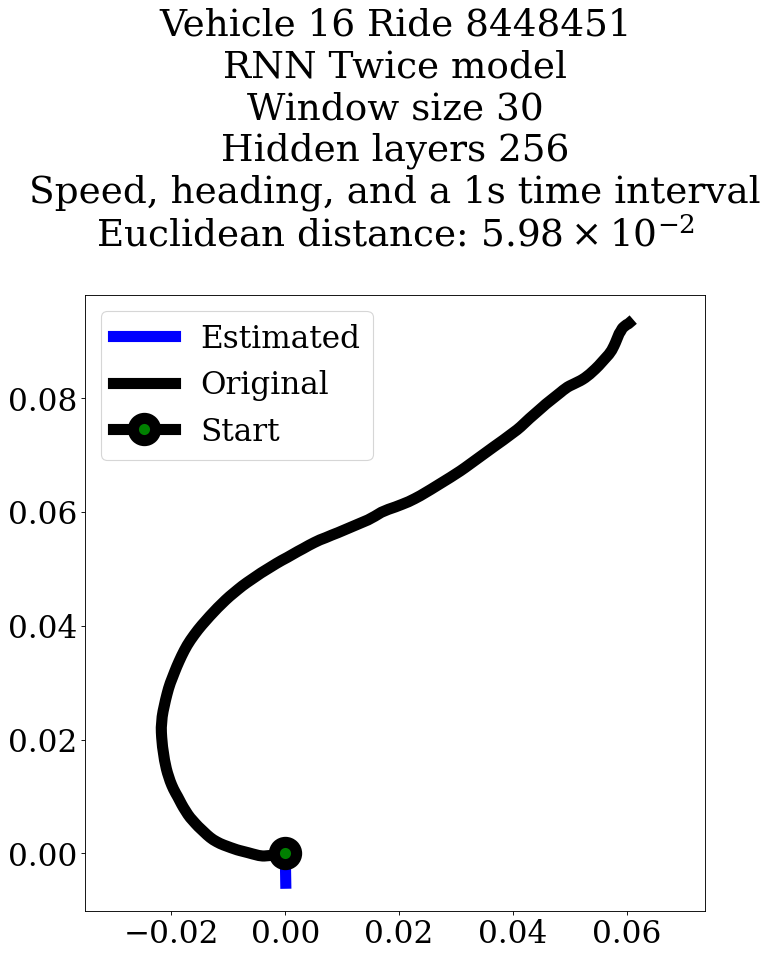 Vehicle 16 Ride 8448451
RNN Twice model
Window size 30
Hidden layers 256
Speed, heading, and a 1s time interval
Euclidean distance: 5.98 × 10⁻²
Estimated
Original
Start
0.08
0.06
0.04
0.02
0.00
−0.02 0.00 0.02 0.04 0.06